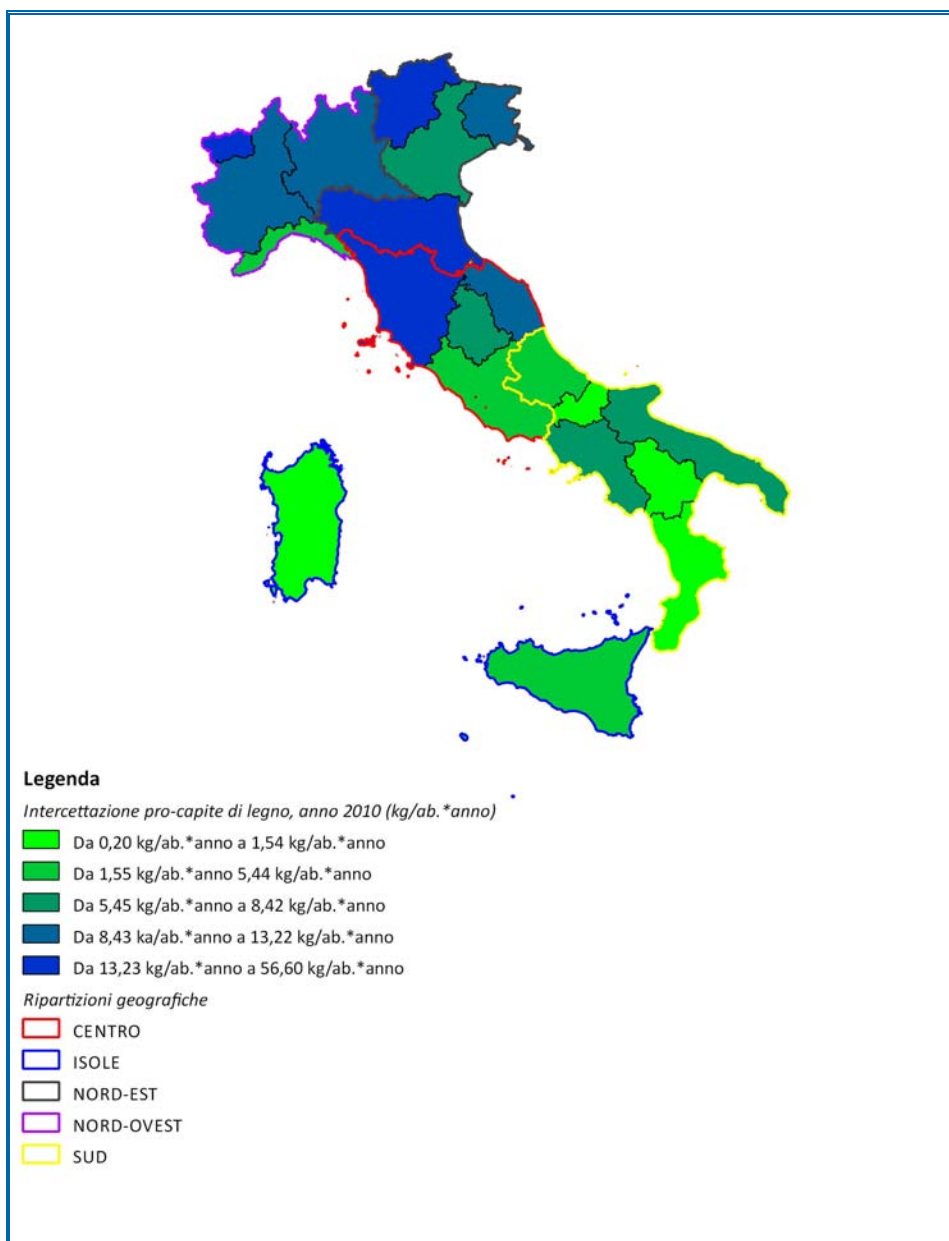 Legenda
Intercettazione pro-capite di legno, anno 2010 (kg/ab.*anno)
Da 0,20 kg/ab.*anno a 1,54 kg/ab.*anno
Da 1,55 kg/ab.*anno 5,44 kg/ab.*anno
Da 5,45 kg/ab.*anno a 8,42 kg/ab.*anno
Da 8,43 ka/ab.*anno a 13,22 kg/ab.*anno
Da 13,23 kg/ab.*anno a 56,60 kg/ab.*anno
Ripartizioni geografiche
CENTRO
ISOLE
NORD-EST
NORD-OVEST
SUD